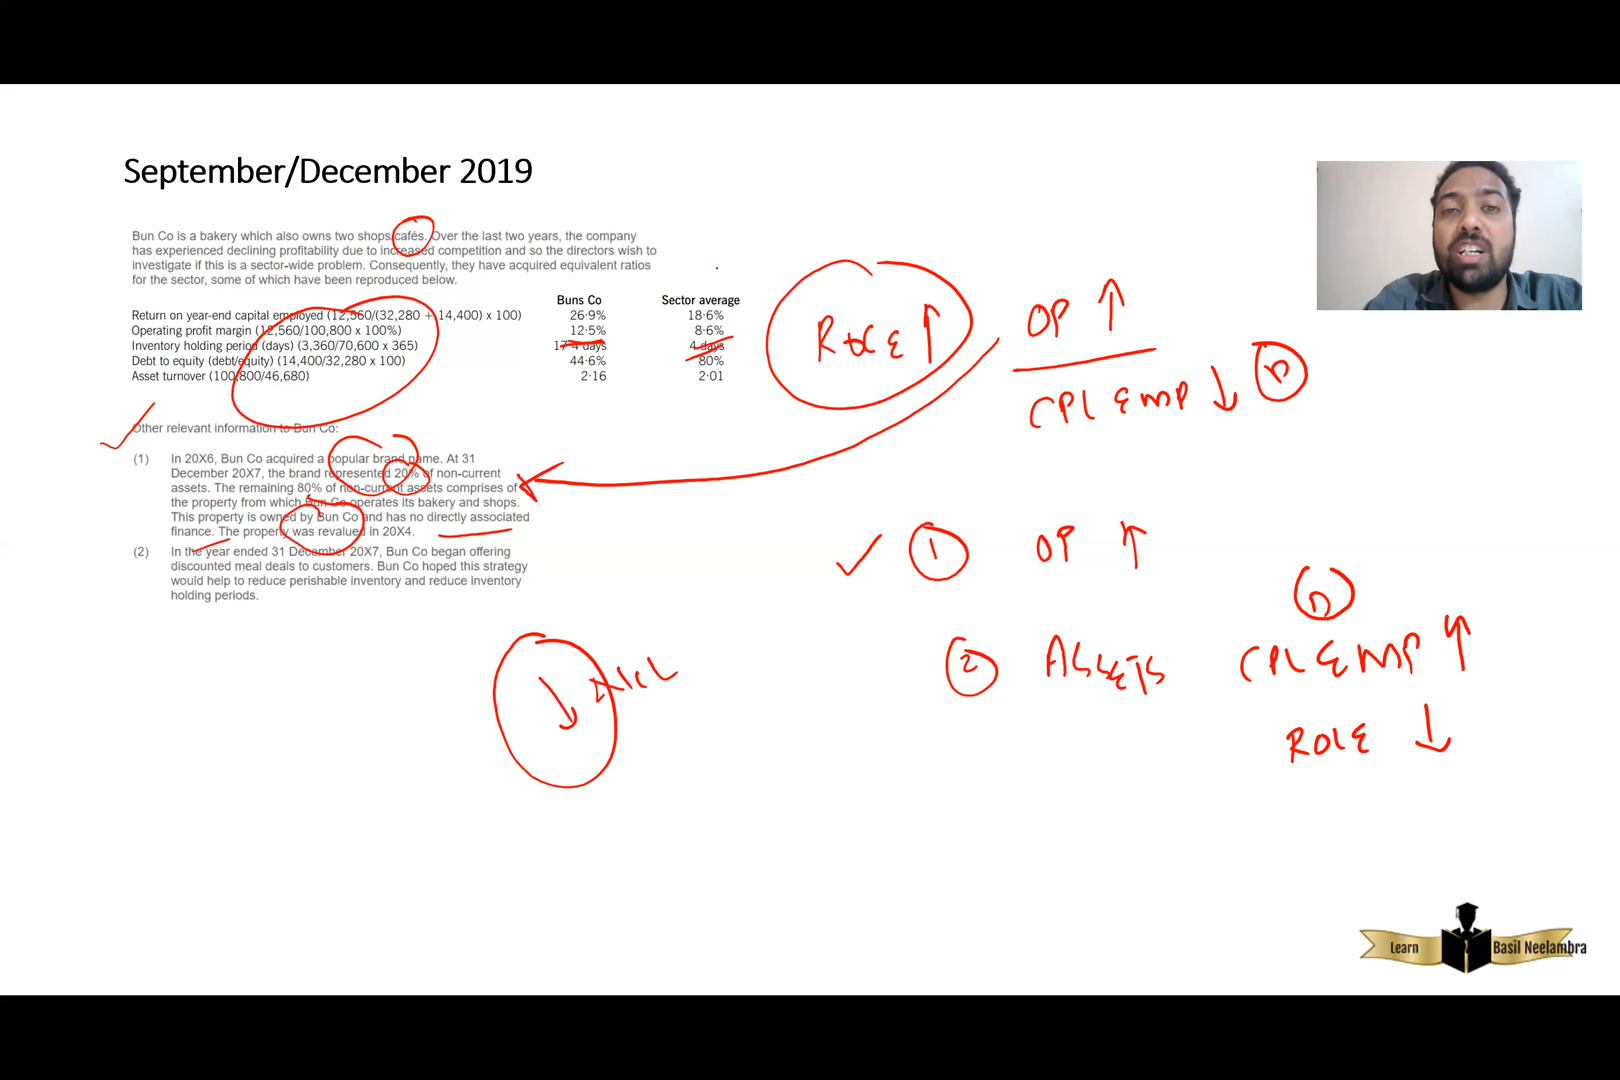 September/December 2019
Bun Co is a bakery which also owns two shops/cafés. Over the last two years, the company
has experienced declining profitability due to increased competition and so the directors wish to
investigate if this is a sector-wide problem. Consequently, they have acquired equivalent ratios
for the sector, some of which have been reproduced below.
Buns Co Sector average
Return on year-end capital employed (12,560/(32,280 + 14,400) x 100) 26·9% 18·6%
Operating profit margin (12,560/100,800 x 100%) 12·5% 8·6%
Inventory holding period (days) (3,360/70,600 x 365) 17·4 days 4 days
Debt to equity (debt/equity) (14,400/32,280 x 100) 44·6% 80%
Asset turnover (100,800/46,680) 2·16 2·01
Other relevant information to Bun Co:
(1) In 20X6, Bun Co acquired a popular brand name. At 31
December 20X7, the brand represented 20% of non-current
assets. The remaining 80% of non-current assets comprises of
the property from which Bun Co operates its bakery and shops.
This property is owned by Bun Co and has no directly associated
finance. The property was revalued in 20X4.
(2) In the year ended 31 December 20X7, Bun Co began offering
discounted meal deals to customers. Bun Co hoped this strategy
would help to reduce perishable inventory and reduce inventory
holding periods.
ROCE ↑
OP ↑
CPL EMP ↓ D
✓ 1 OP ↑
D
2 ASSETS CPL EMP ↑
ROCE ↓
Learn Basil Neelambra